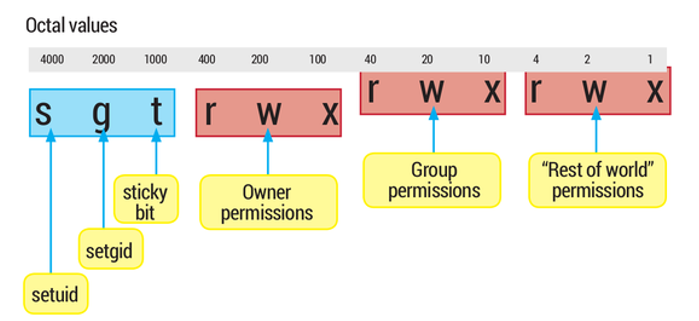 Octal values
4000 2000 1000 400 200 100 40 20 10 4 2 1
s g t r w x r w x r w x
sticky
bit
Owner
permissions
Group
permissions
“Rest of world”
permissions
setgid
setuid